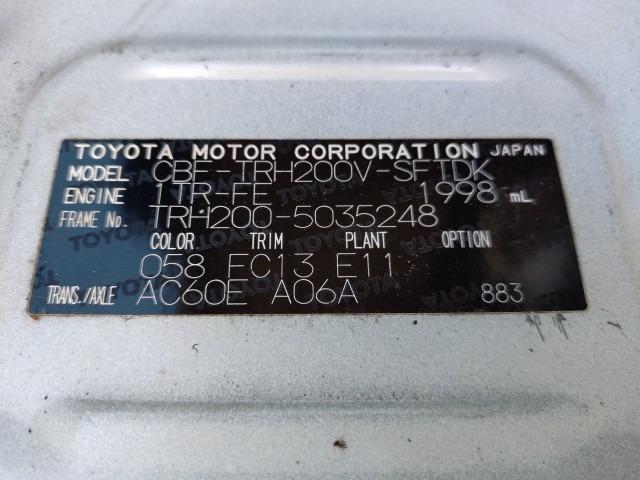 TOYOTA MOTOR CORPORATION JAPAN
MODEL CBF-TRH200V-SFTDK
ENGINE 1TR-FE 1998 mL
FRAME No. TRH200-5035248
COLOR TRIM PLANT OPTION
058 FC13 E11
TRANS./AXLE AC60E A06A 883